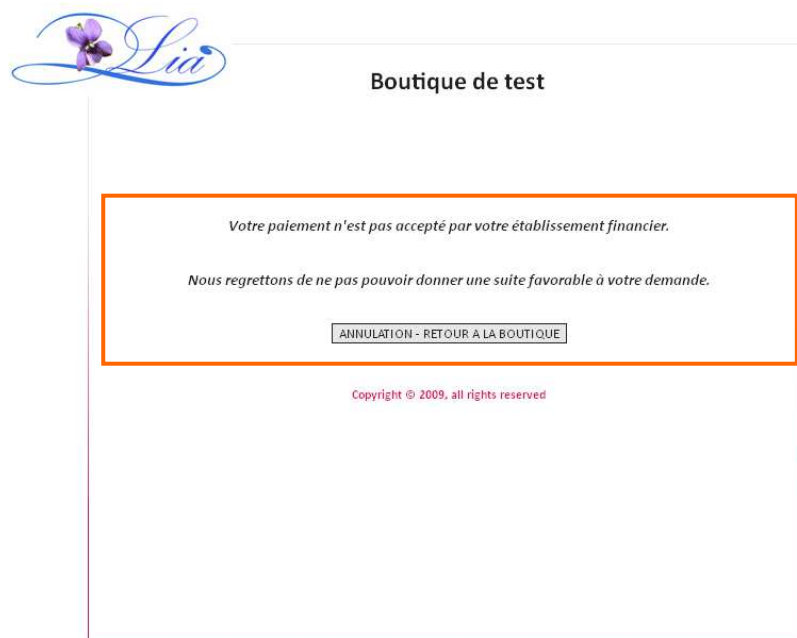 Lia
Boutique de test
Votre paiement n'est pas accepté par votre établissement financier.
Nous regrettons de ne pas pouvoir donner une suite favorable à votre demande.
ANNULATION - RETOUR A LA BOUTIQUE
Copyright © 2009, all rights reserved